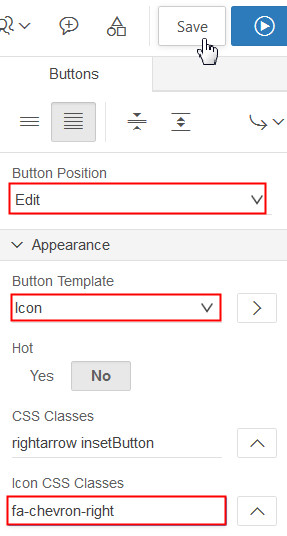 Save
Buttons
Button Position
Edit
Appearance
Button Template
Icon
Hot
Yes No
CSS Classes
rightarrow insetButton
Icon CSS Classes
fa-chevron-right